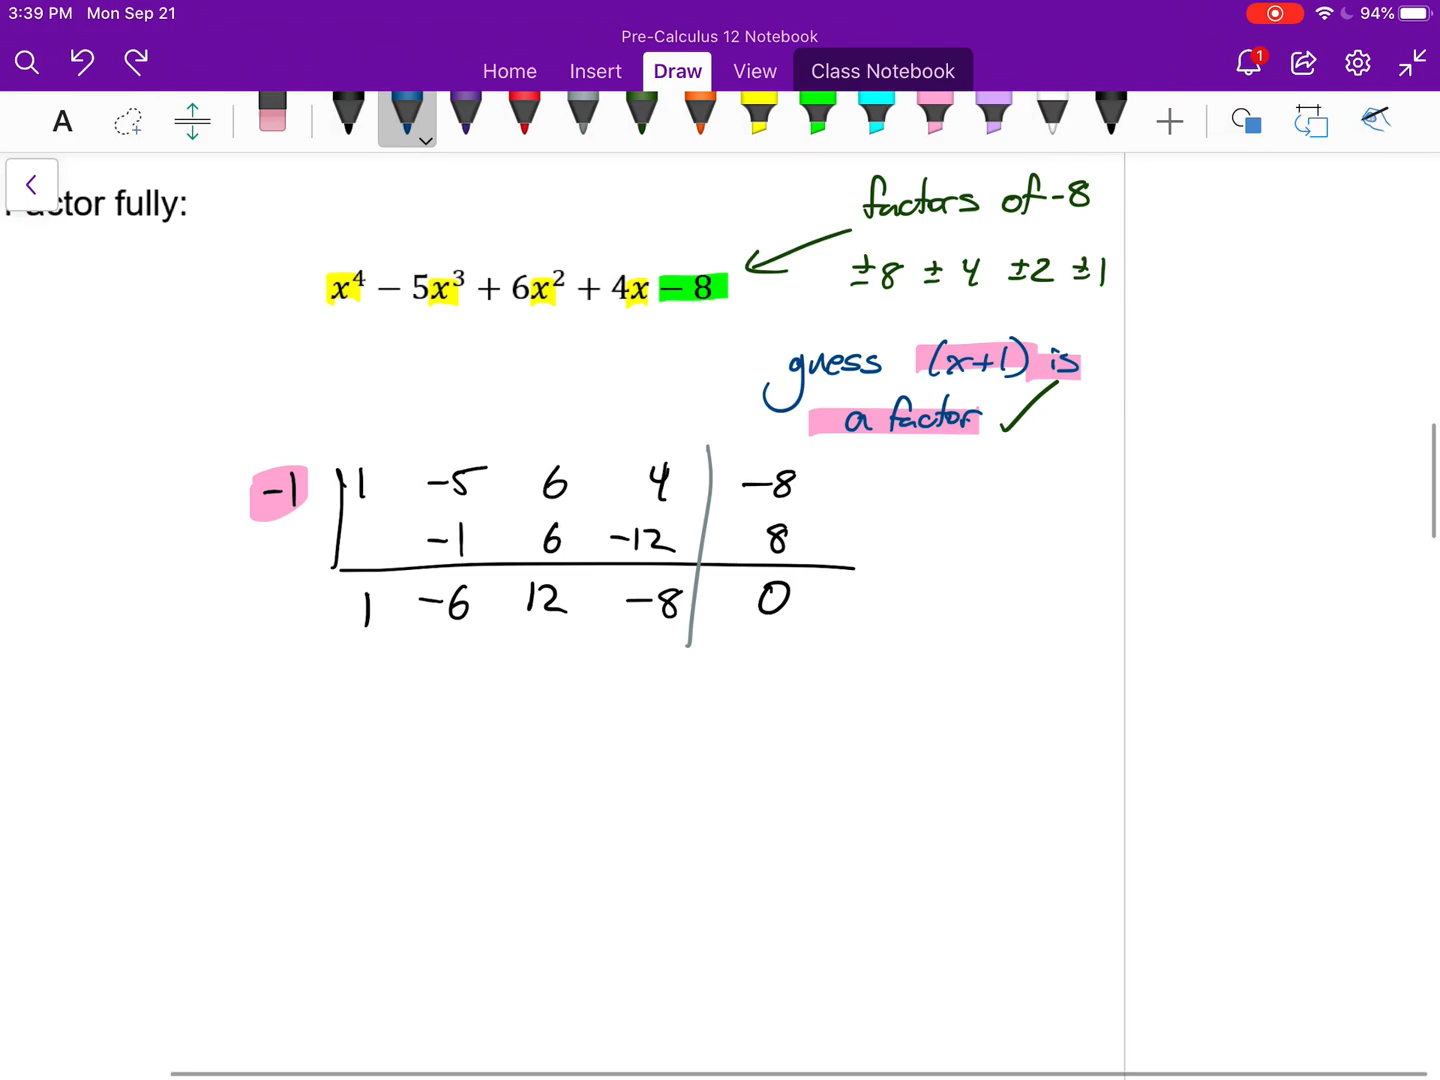 3:39 PM Mon Sep 21
94%
Pre-Calculus 12 Notebook
Home Insert Draw View Class Notebook
1
A
actor fully:
factors of -8
x⁴ − 5x³ + 6x² + 4x − 8
±8 ±4 ±2 ±1
guess (x+1) is
a factor ✓
-1 | 1 -5 6 4 | -8
-1 6 -12 | 8
1 -6 12 -8 | 0